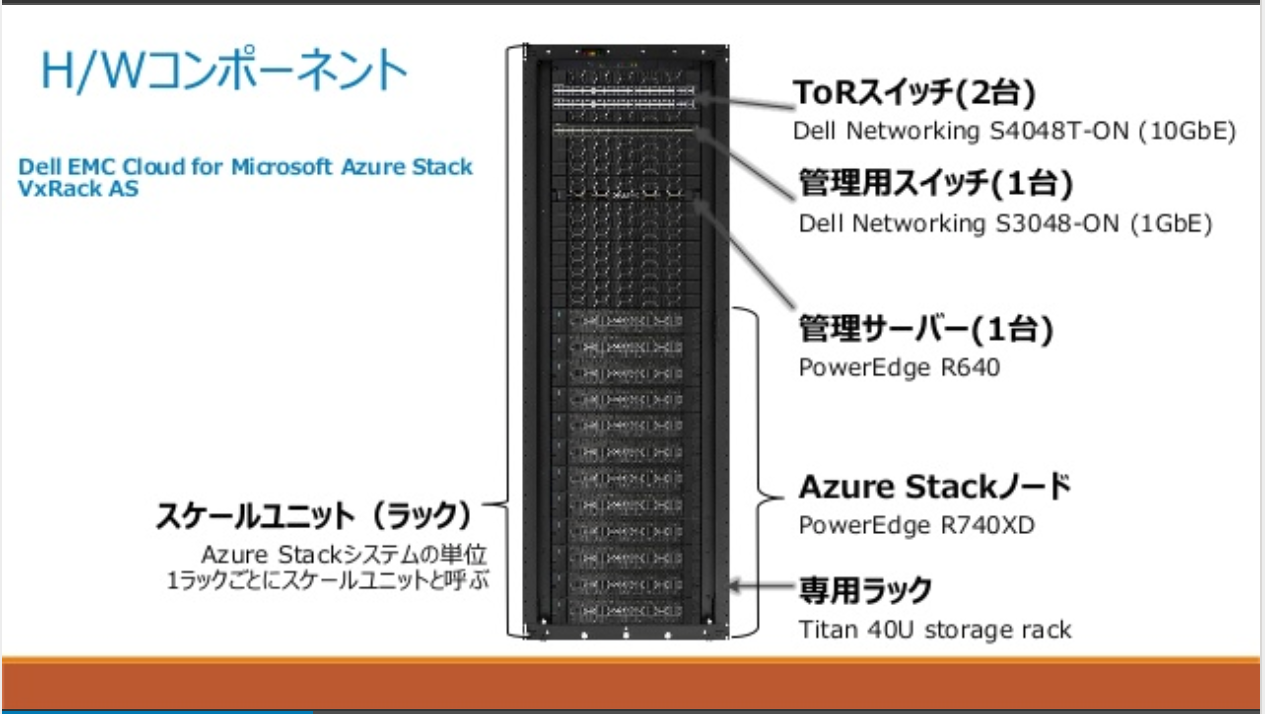 H/Wコンポーネント
Dell EMC Cloud for Microsoft Azure Stack
VxRack AS
ToRスイッチ(2台)
Dell Networking S4048T-ON (10GbE)
管理用スイッチ(1台)
Dell Networking S3048-ON (1GbE)
管理サーバー(1台)
PowerEdge R640
Azure Stackノード
PowerEdge R740XD
専用ラック
Titan 40U storage rack
スケールユニット（ラック）
Azure Stackシステムの単位
1ラックごとにスケールユニットと呼ぶ